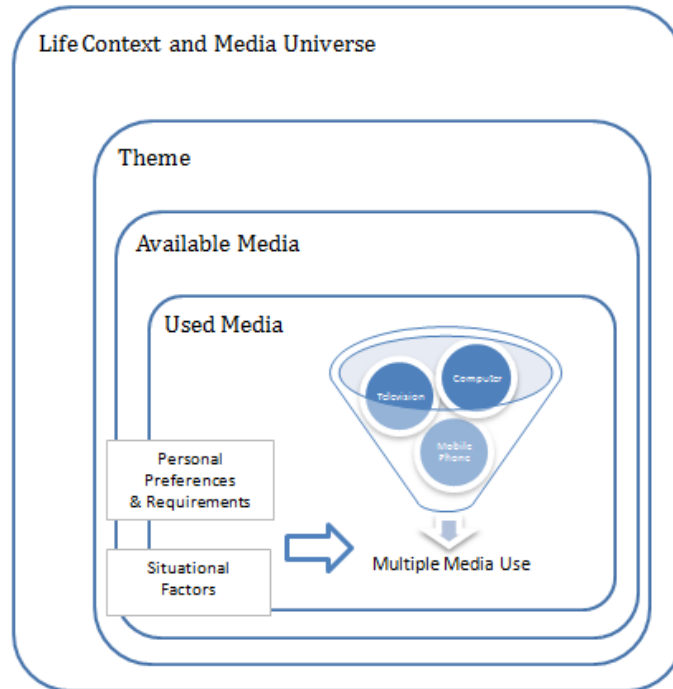 Life Context and Media Universe
Theme
Available Media
Used Media
Computer
Television
Mobile
Phone
Personal
Preferences
& Requirements
Situational
Factors
Multiple Media Use